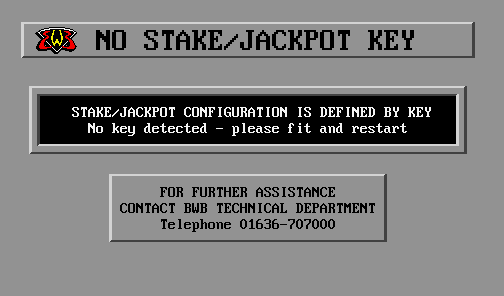 NO STAKE/JACKPOT KEY
STAKE/JACKPOT CONFIGURATION IS DEFINED BY KEY
No key detected - please fit and restart
FOR FURTHER ASSISTANCE
CONTACT BWB TECHNICAL DEPARTMENT
Telephone 01636-707000